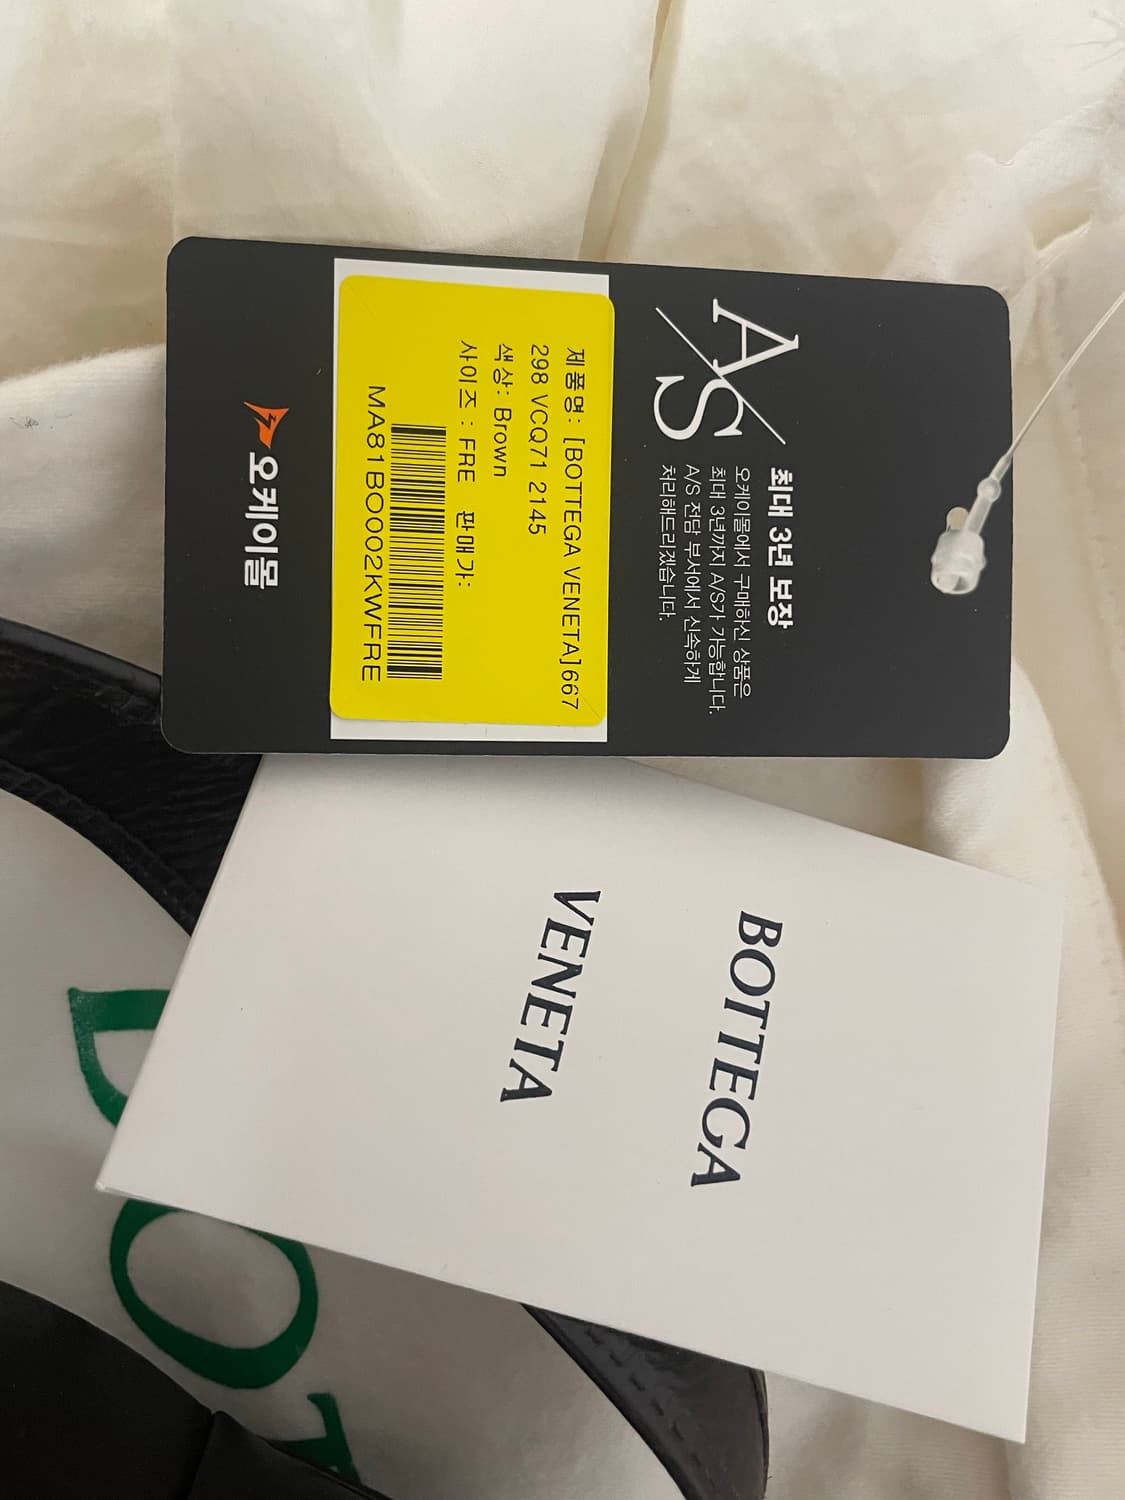 A/S
최대 3년 보장
오케이몰에서 구매하신 상품은
최대 3년까지 A/S가 가능합니다.
A/S 전담 부서에서 신속하게
처리해드리겠습니다.
제품명: [BOTTEGA VENETA]667
298 VCQ71 2145
색상: Brown
사이즈 : FRE 판매가:
MA81BO002KWFRE
오케이몰
BOTTEGA
VENETA